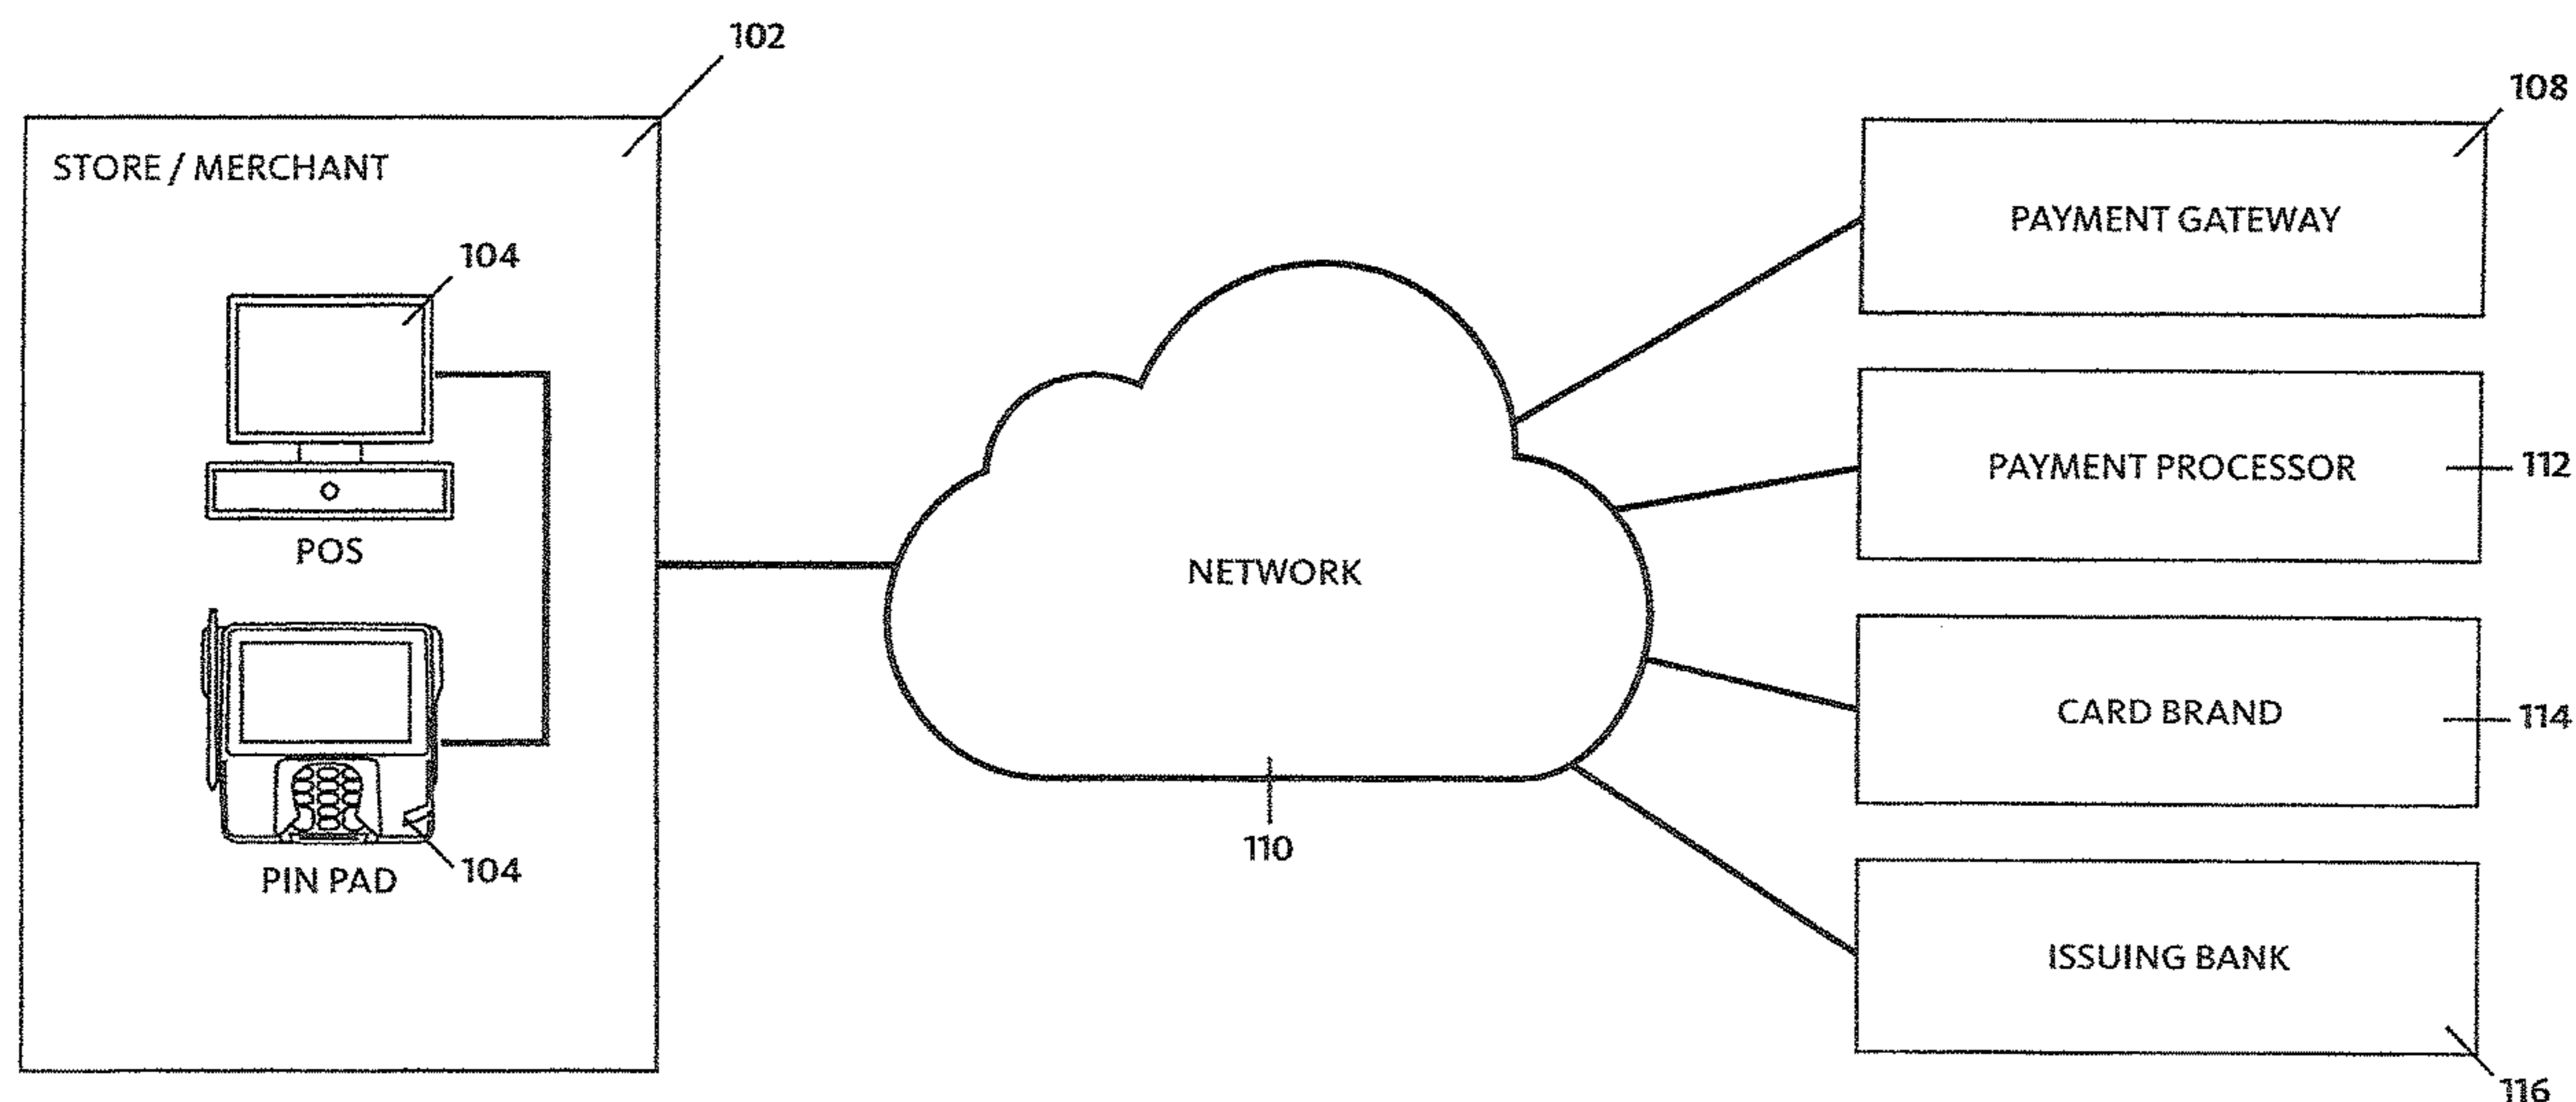 102
STORE / MERCHANT
104
POS
PIN PAD
104
NETWORK
110
108
PAYMENT GATEWAY
PAYMENT PROCESSOR
112
CARD BRAND
114
ISSUING BANK
116